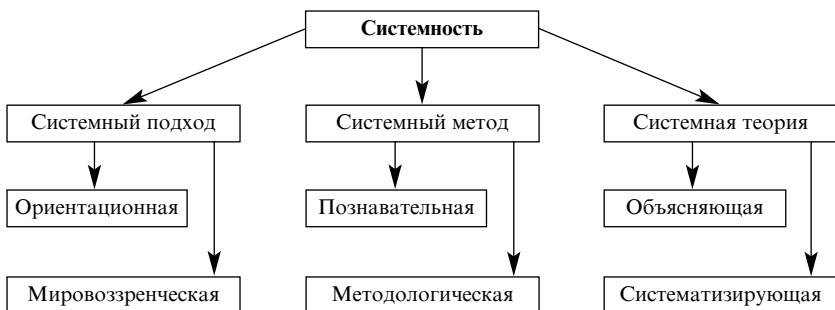 Системность
Системный подход
Системный метод
Системная теория
Ориентационная
Познавательная
Объясняющая
Мировоззренческая
Методологическая
Систематизирующая